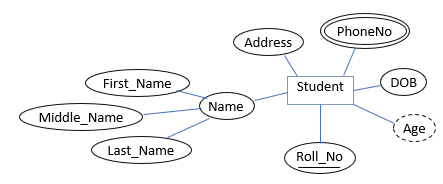 PhoneNo
Address
First_Name
Student
DOB
Middle_Name
Name
Age
Last_Name
Roll_No